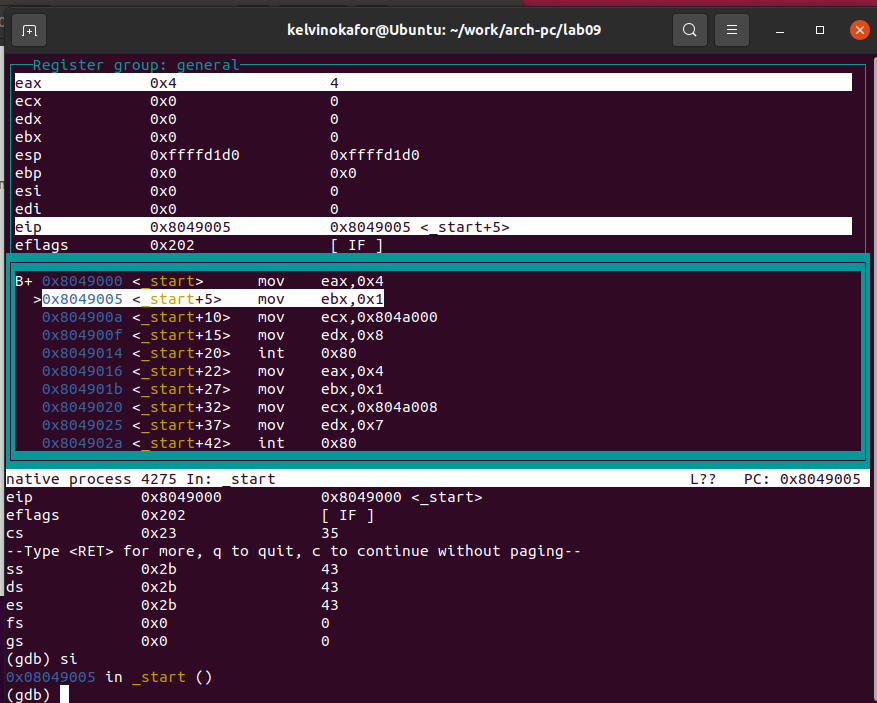 kelvinokafor@Ubuntu: ~/work/arch-pc/lab09
Register group: general
eax 0x4 4
ecx 0x0 0
edx 0x0 0
ebx 0x0 0
esp 0xffffd1d0 0xffffd1d0
ebp 0x0 0x0
esi 0x0 0
edi 0x0 0
eip 0x8049005 0x8049005 <_start+5>
eflags 0x202 [ IF ]
B+ 0x8049000 <_start> mov eax,0x4
>0x8049005 <_start+5> mov ebx,0x1
0x804900a <_start+10> mov ecx,0x804a000
0x804900f <_start+15> mov edx,0x8
0x8049014 <_start+20> int 0x80
0x8049016 <_start+22> mov eax,0x4
0x804901b <_start+27> mov ebx,0x1
0x8049020 <_start+32> mov ecx,0x804a008
0x8049025 <_start+37> mov edx,0x7
0x804902a <_start+42> int 0x80
native process 4275 In: _start L?? PC: 0x8049005
eip 0x8049000 0x8049000 <_start>
eflags 0x202 [ IF ]
cs 0x23 35
--Type <RET> for more, q to quit, c to continue without paging--
ss 0x2b 43
ds 0x2b 43
es 0x2b 43
fs 0x0 0
gs 0x0 0
(gdb) si
0x08049005 in _start ()
(gdb)